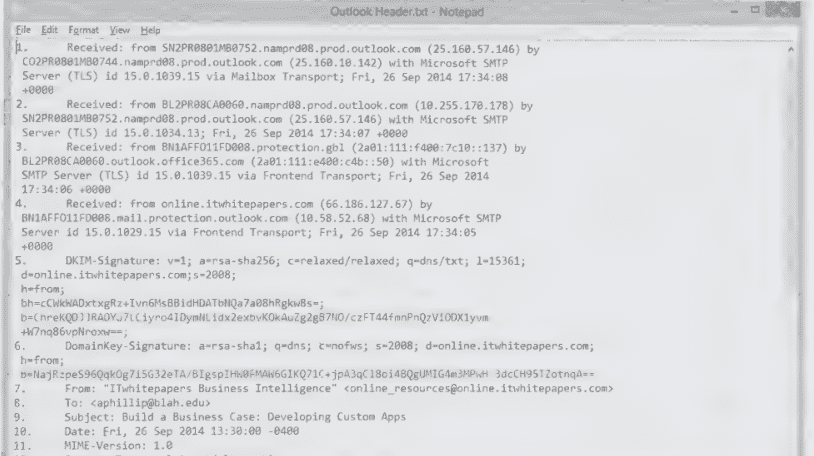 Outlook Header.txt - Notepad
File Edit Format View Help
1. Received: from SN2PR0801MB0752.namprd08.prod.outlook.com (25.160.57.146) by
CO2PR0801MB0744.namprd08.prod.outlook.com (25.160.10.142) with Microsoft SMTP
Server (TLS) id 15.0.1039.15 via Mailbox Transport; Fri, 26 Sep 2014 17:34:08
+0000
2. Received: from BL2PR08CA0060.namprd08.prod.outlook.com (10.255.170.178) by
SN2PR0801MB0752.namprd08.prod.outlook.com (25.160.57.146) with Microsoft SMTP
Server (TLS) id 15.0.1034.13; Fri, 26 Sep 2014 17:34:07 +0000
3. Received: from BN1AFFO11FD008.protection.gbl (2a01:111:f400:7c10::137) by
BL2PR08CA0060.outlook.office365.com (2a01:111:e400:c4b::50) with Microsoft
SMTP Server (TLS) id 15.0.1039.15 via Frontend Transport; Fri, 26 Sep 2014
17:34:06 +0000
4. Received: from online.itwhitepapers.com (66.186.127.67) by
BN1AFFO11FD008.mail.protection.outlook.com (10.58.52.68) with Microsoft SMTP
Server id 15.0.1029.15 via Frontend Transport; Fri, 26 Sep 2014 17:34:05
+0000
5. DKIM-Signature: v=1; a=rsa-sha256; c=relaxed/relaxed; q=dns/txt; l=15361;
d=online.itwhitepapers.com;s=2008;
h=from;
6. DomainKey-Signature: a=rsa-sha1; q=dns; c=nofws; s=2008; d=online.itwhitepapers.com;
h=from;
7. From: "ITwhitepapers Business Intelligence" <online_resources@online.itwhitepapers.com>
8. To: <aphillip@blah.edu>
9. Subject: Build a Business Case: Developing Custom Apps
10. Date: Fri, 26 Sep 2014 13:30:00 -0400
11. MIME-Version: 1.0